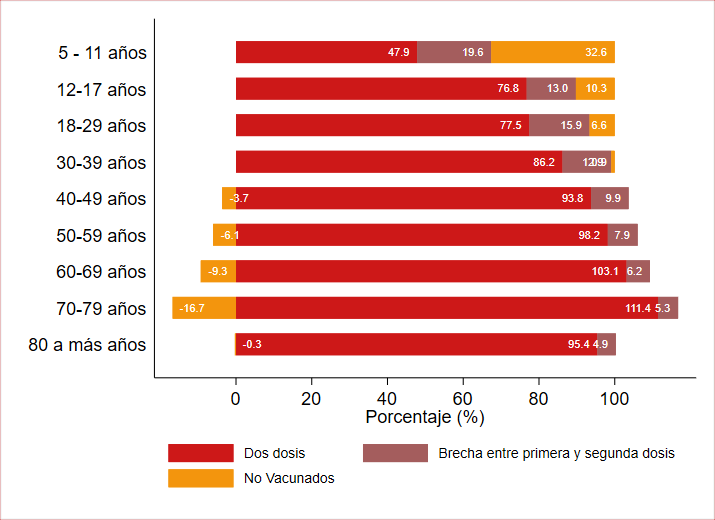 5 - 11 años 47.9 19.6 32.6
12-17 años 76.8 13.0 10.3
18-29 años 77.5 15.9 6.6
30-39 años 86.2
40-49 años -3.7 93.8 9.9
50-59 años -6.1 98.2 7.9
60-69 años -9.3 103.1 6.2
70-79 años -16.7 111.4 5.3
80 a más años -0.3 95.4 4.9
0 20 40 60 80 100
Porcentaje (%)
Dos dosis Brecha entre primera y segunda dosis
No Vacunados